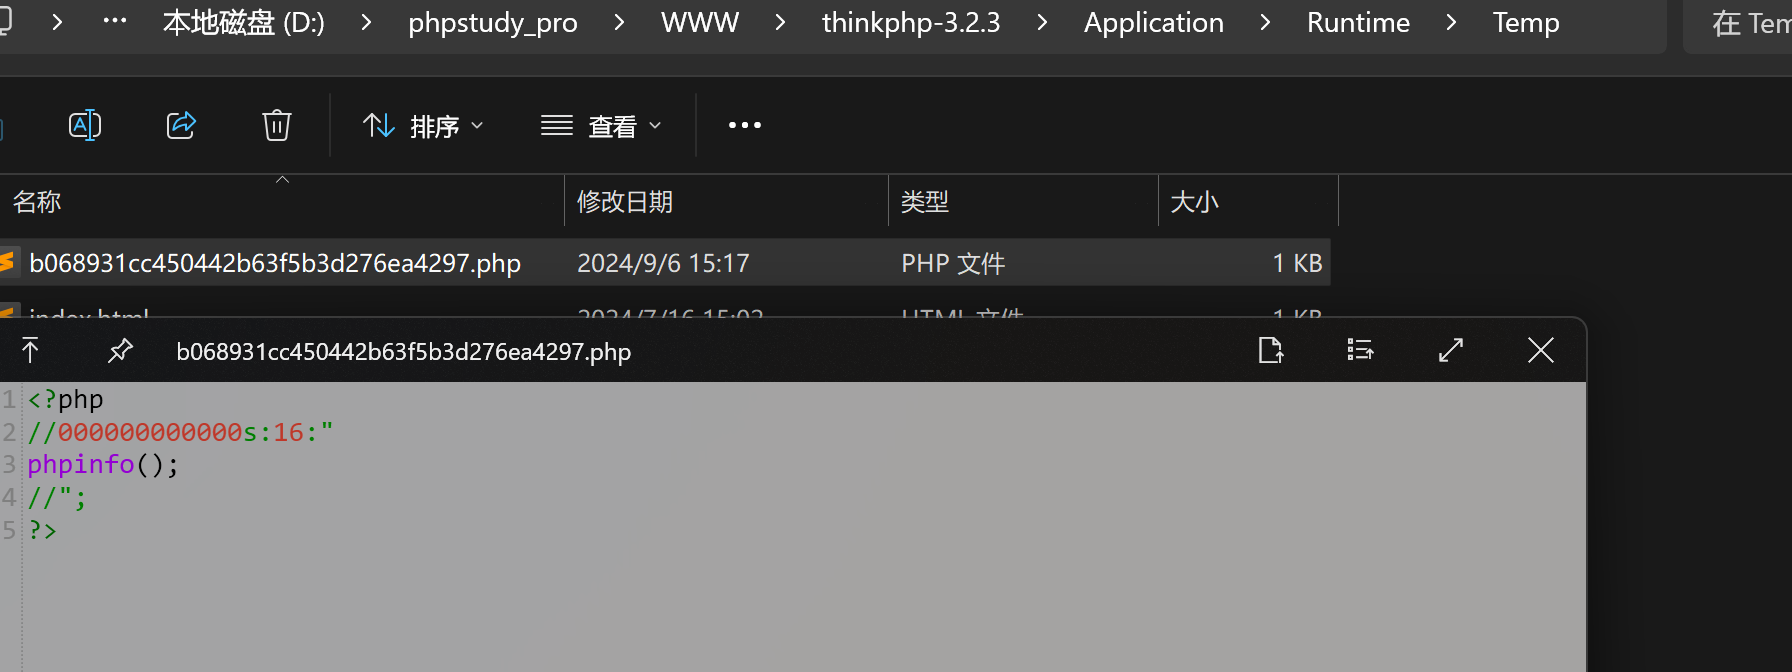 > ··· 本地磁盘 (D:) > phpstudy_pro > WWW > thinkphp-3.2.3 > Application > Runtime > Temp 在 Tem
排序 查看 ···
名称 修改日期 类型 大小
b068931cc450442b63f5b3d276ea4297.php 2024/9/6 15:17 PHP 文件 1 KB
index.html 2024/7/16 15:02 HTML 文件 1 KB
b068931cc450442b63f5b3d276ea4297.php
1 <?php
2 //000000000000s:16:"
3 phpinfo();
4 //";
5 ?>